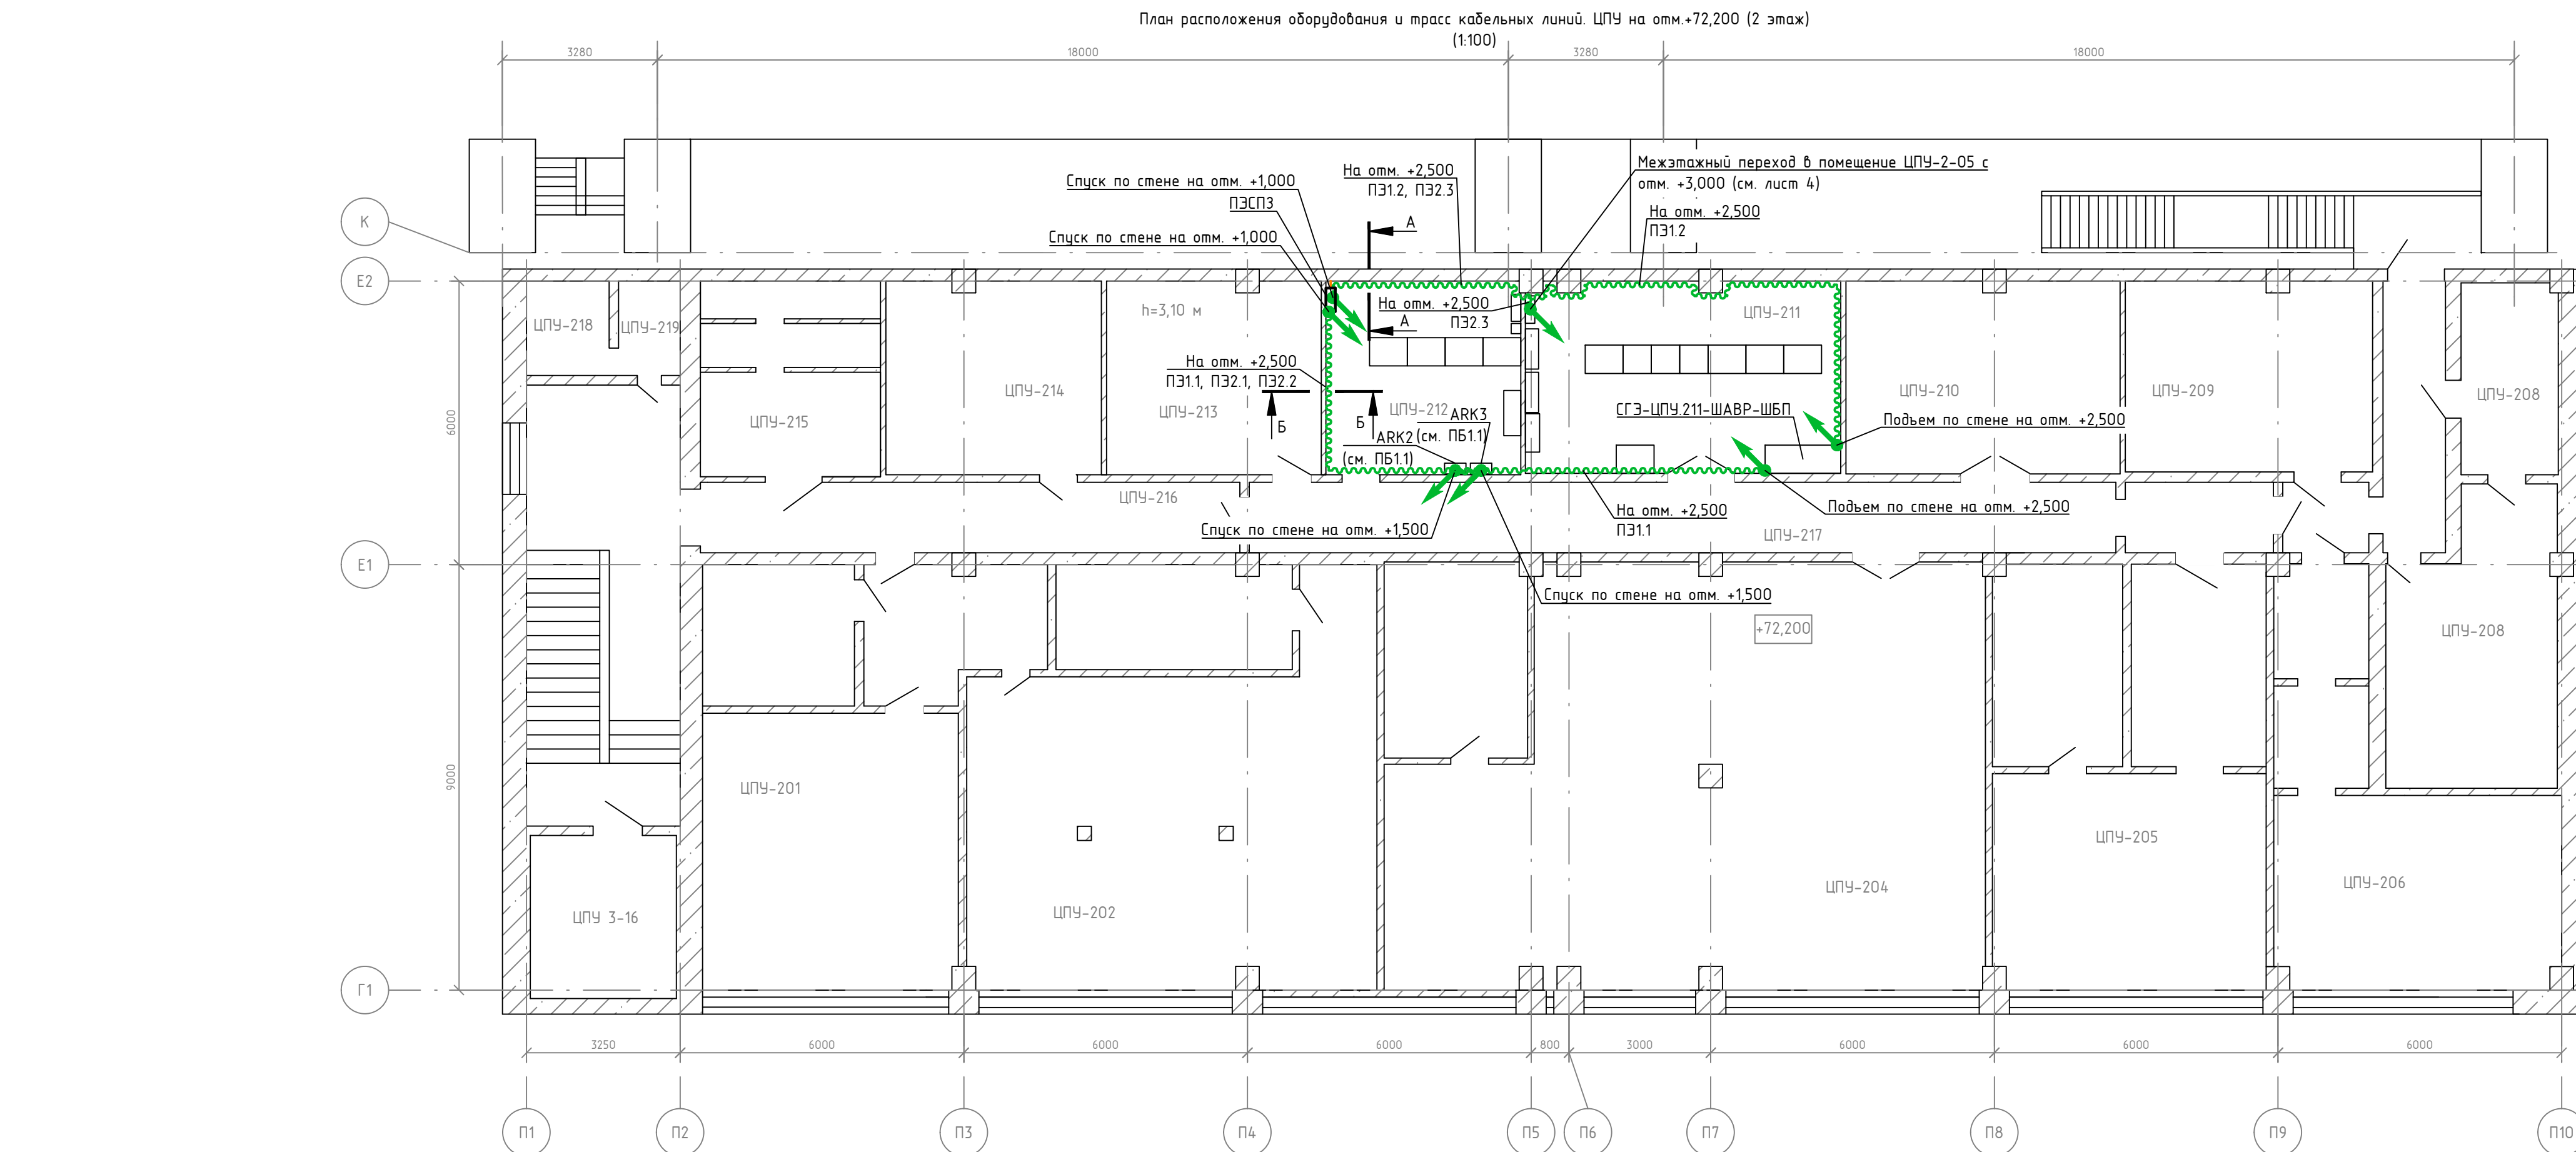 План расположения оборудования и трасс кабельных линий. ЦПУ на отм.+72,200 (2 этаж)
(1:100)
3280
18000
3280
18000
Спуск по стене на отм. +1,000
ПЭСПЗ
Спуск по стене на отм. +1,000
На отм. +2,500
ПЭ1.2, ПЭ2.3
Межэтажный переход в помещение ЦПУ-2-05 с
отм. +3,000 (см. лист 4)
На отм. +2,500
ПЭ1.2
А
К
Е2
ЦПУ-218
ЦПУ-219
h=3,10 м
На отм. +2,500
ПЭ2.3
А
ЦПУ-211
На отм. +2,500
ПЭ1.1, ПЭ2.1, ПЭ2.2
6000
ЦПУ-215
ЦПУ-214
ЦПУ-213
Б
Б
ЦПУ-212
ARK3
(см. ПБ1.1)
ARK2
(см. ПБ1.1)
СГЭ-ЦПУ.211-ШАВР-ШБП
ЦПУ-210
ЦПУ-209
ЦПУ-208
Подъем по стене на отм. +2,500
ЦПУ-216
Спуск по стене на отм. +1,500
На отм. +2,500
ПЭ1.1
Подъем по стене на отм. +2,500
ЦПУ-217
Е1
Спуск по стене на отм. +1,500
+72,200
ЦПУ-208
9000
ЦПУ-201
ЦПУ-205
ЦПУ 3-16
ЦПУ-202
ЦПУ-204
ЦПУ-206
Г1
3250
6000
6000
6000
800
3000
6000
6000
6000
П1
П2
П3
П4
П5
П6
П7
П8
П9
П10